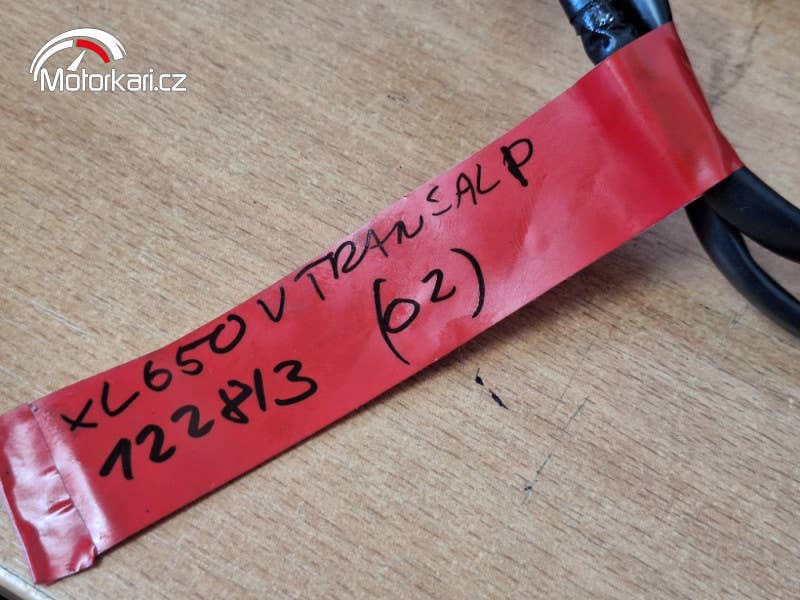 Motorkari.cz
XL650V TRANSALP
122813 (02)